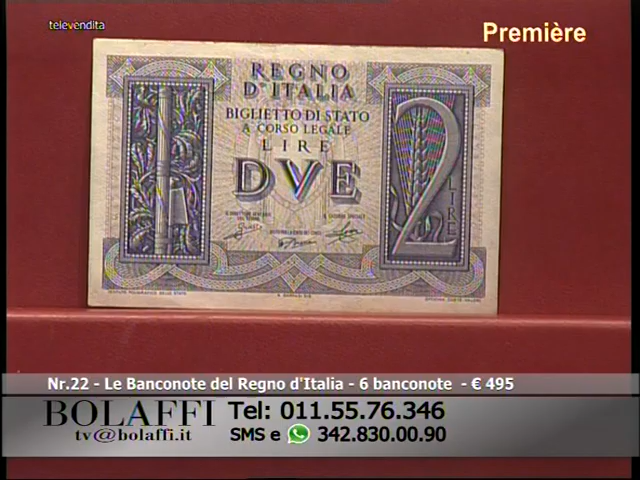 televendita
Première
REGNO
D'ITALIA
BIGLIETTO DI STATO
A CORSO LEGALE
LIRE
DVE
2
LIRE
Nr.22 - Le Banconote del Regno d'Italia - 6 banconote - € 495
BOLAFFI
tv@bolaffi.it
Tel: 011.55.76.346
SMS e 342.830.00.90